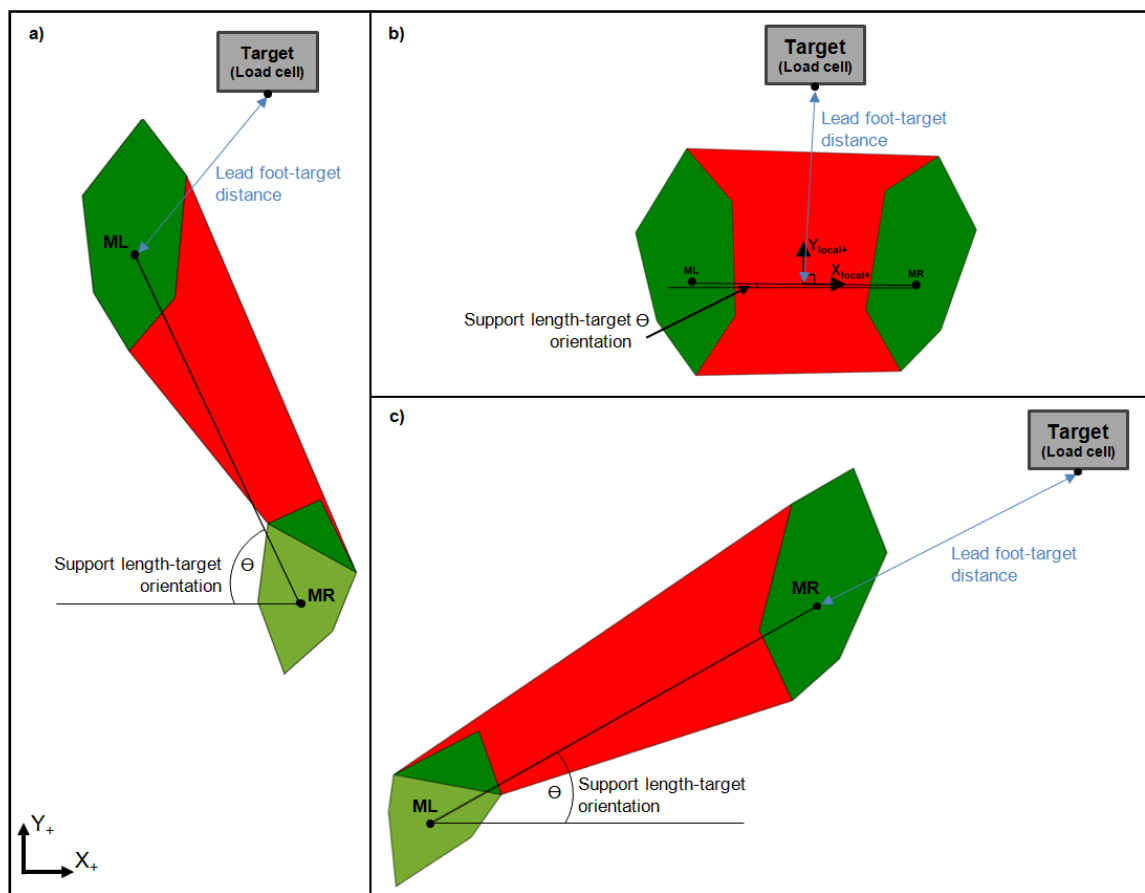 a)
Target
(Load cell)
Lead foot-target
distance
ML
Support length-target
orientation
Ɵ
MR
Y+
X+
b)
Target
(Load cell)
Lead foot-target
distance
Ylocal+
Xlocal+
ML
MR
Support length-target Ɵ
orientation
c)
Target
(Load cell)
Lead foot-target
distance
MR
Support length-target
orientation
Ɵ
ML